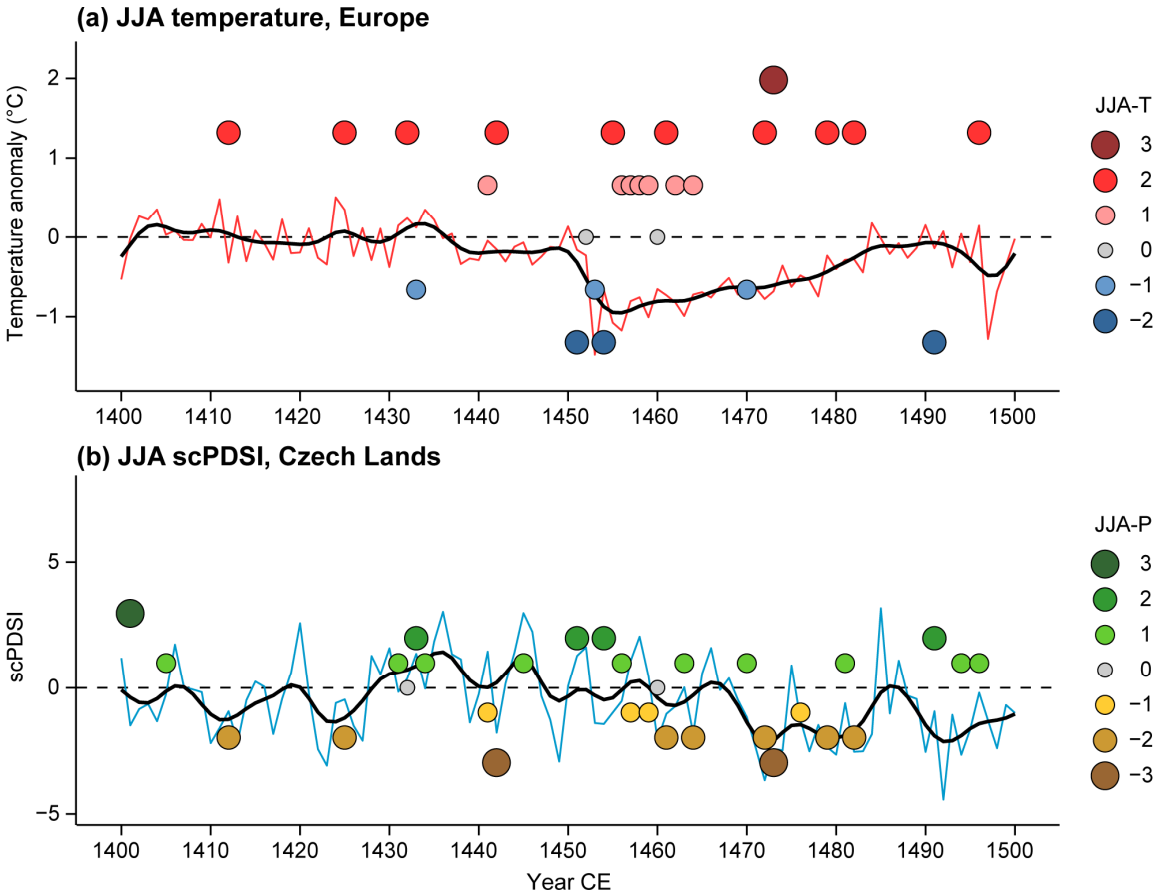 (a) JJA temperature, Europe
Temperature anomaly (°C)
2
1
0
−1
1400 1410 1420 1430 1440 1450 1460 1470 1480 1490 1500
JJA-T
3
2
1
0
−1
−2
(b) JJA scPDSI, Czech Lands
scPDSI
5
0
−5
1400 1410 1420 1430 1440 1450 1460 1470 1480 1490 1500
Year CE
JJA-P
3
2
1
0
−1
−2
−3